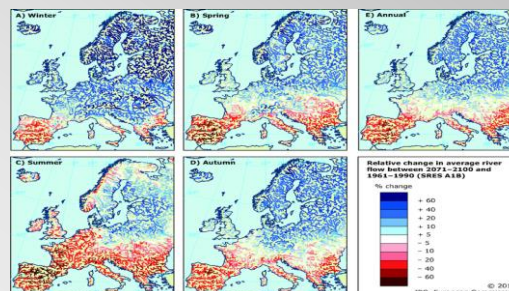 A) Winter
B) Spring
E) Annual
C) Summer
D) Autumn
Relative change in average river
flow between 2071–2100 and
1961–1990 (SRES A1B)
% change
+ 60
+ 40
+ 20
+ 10
+ 5
- 5
- 10
- 20
- 40
- 60